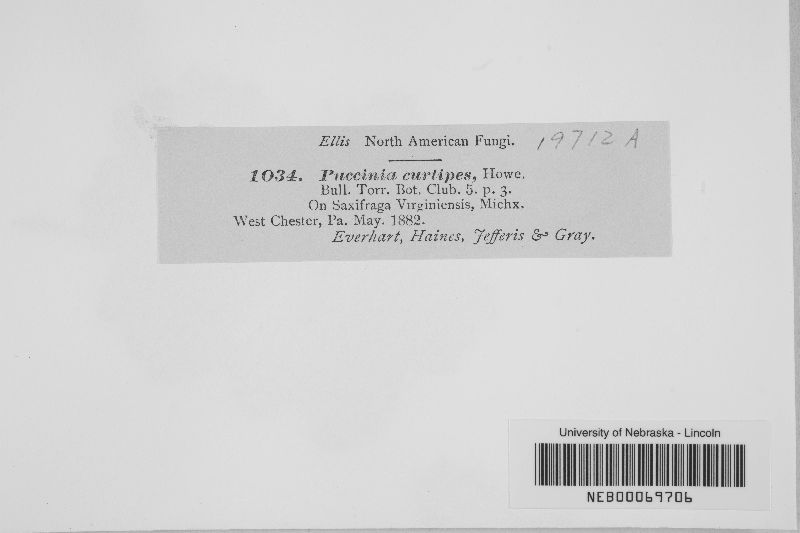 Ellis North American Fungi. 19712 A
1034. Puccinia curtipes, Howe.
Bull. Torr. Bot. Club. 5. p. 3.
On Saxifraga Virginiensis, Michx.
West Chester, Pa. May. 1882.
Everhart, Haines, Jefferis & Gray.
University of Nebraska - Lincoln
NEB00069706